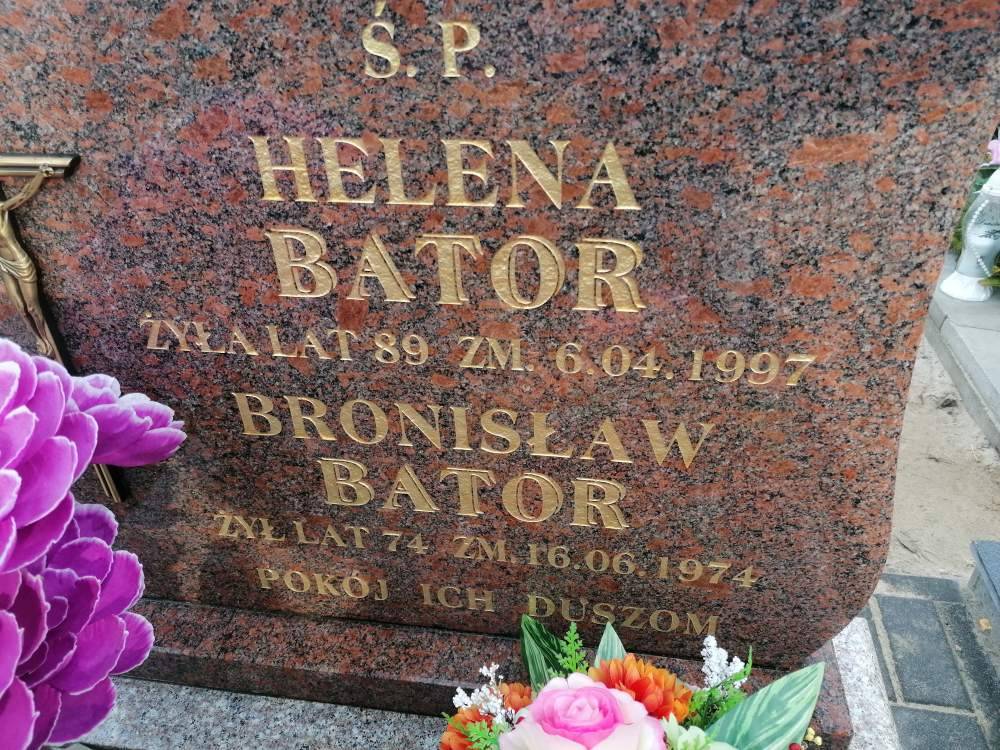 Ś. P.
HELENA
BATOR
ŻYŁA LAT 89 ZM. 6.04.1997
BRONISŁAW
BATOR
ŻYŁ LAT 74 ZM. 16.06.1974
POKÓJ ICH DUSZOM